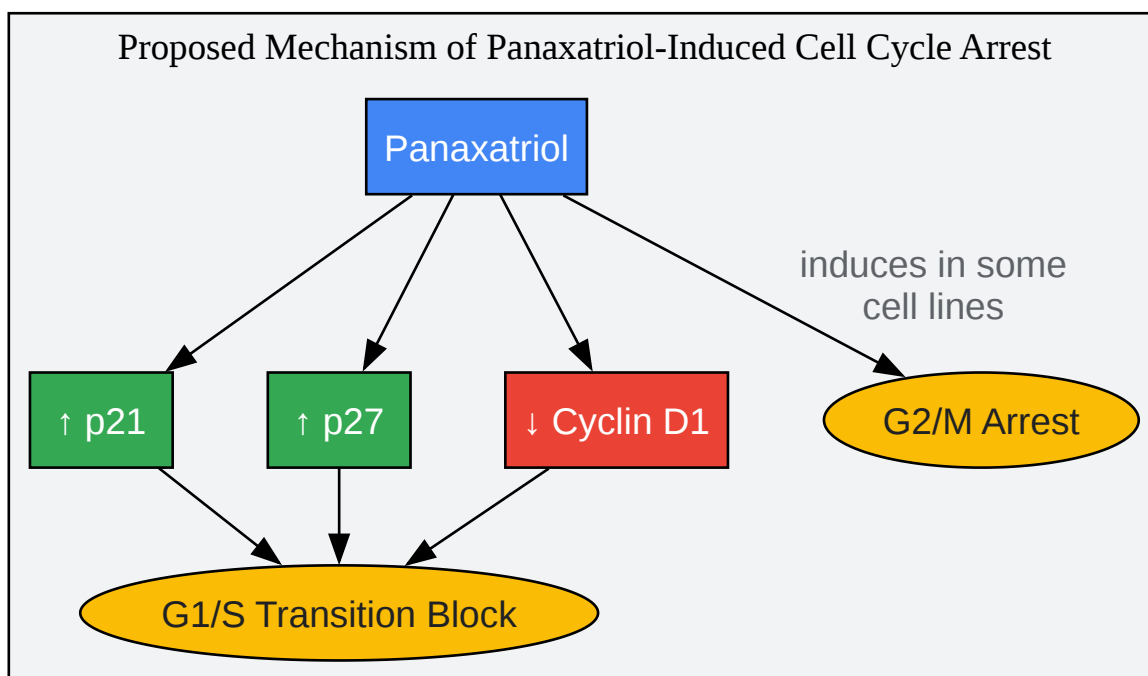 Proposed Mechanism of Panaxatriol-Induced Cell Cycle Arrest
Panaxatriol
induces in some
cell lines
↑ p21
↑ p27
↓ Cyclin D1
G2/M Arrest
G1/S Transition Block